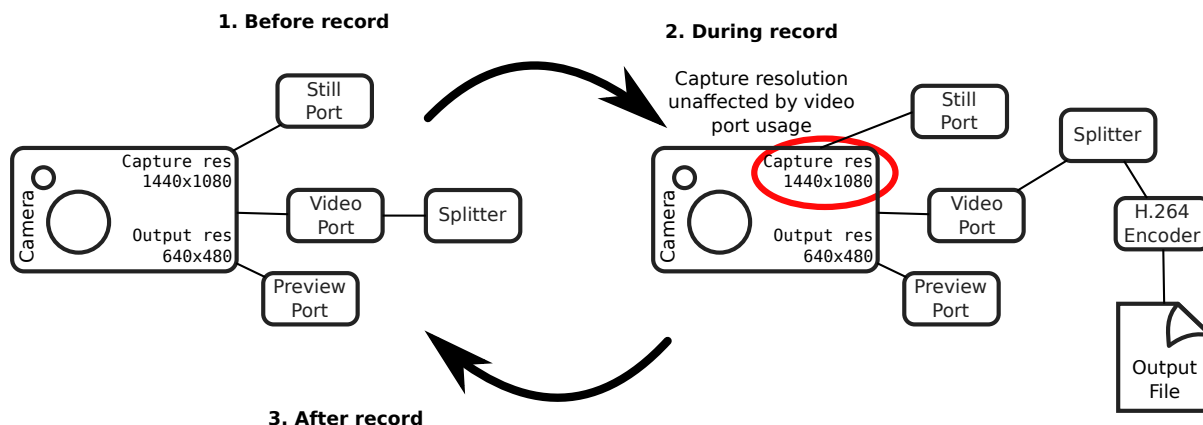 1. Before record
Still
Port
Camera
Capture res
1440x1080
Output res
640x480
Video
Port
Splitter
Preview
Port
2. During record
Capture resolution
unaffected by video
port usage
Still
Port
Camera
Capture res
1440x1080
Output res
640x480
Video
Port
Splitter
H.264
Encoder
Preview
Port
Output
File
3. After record